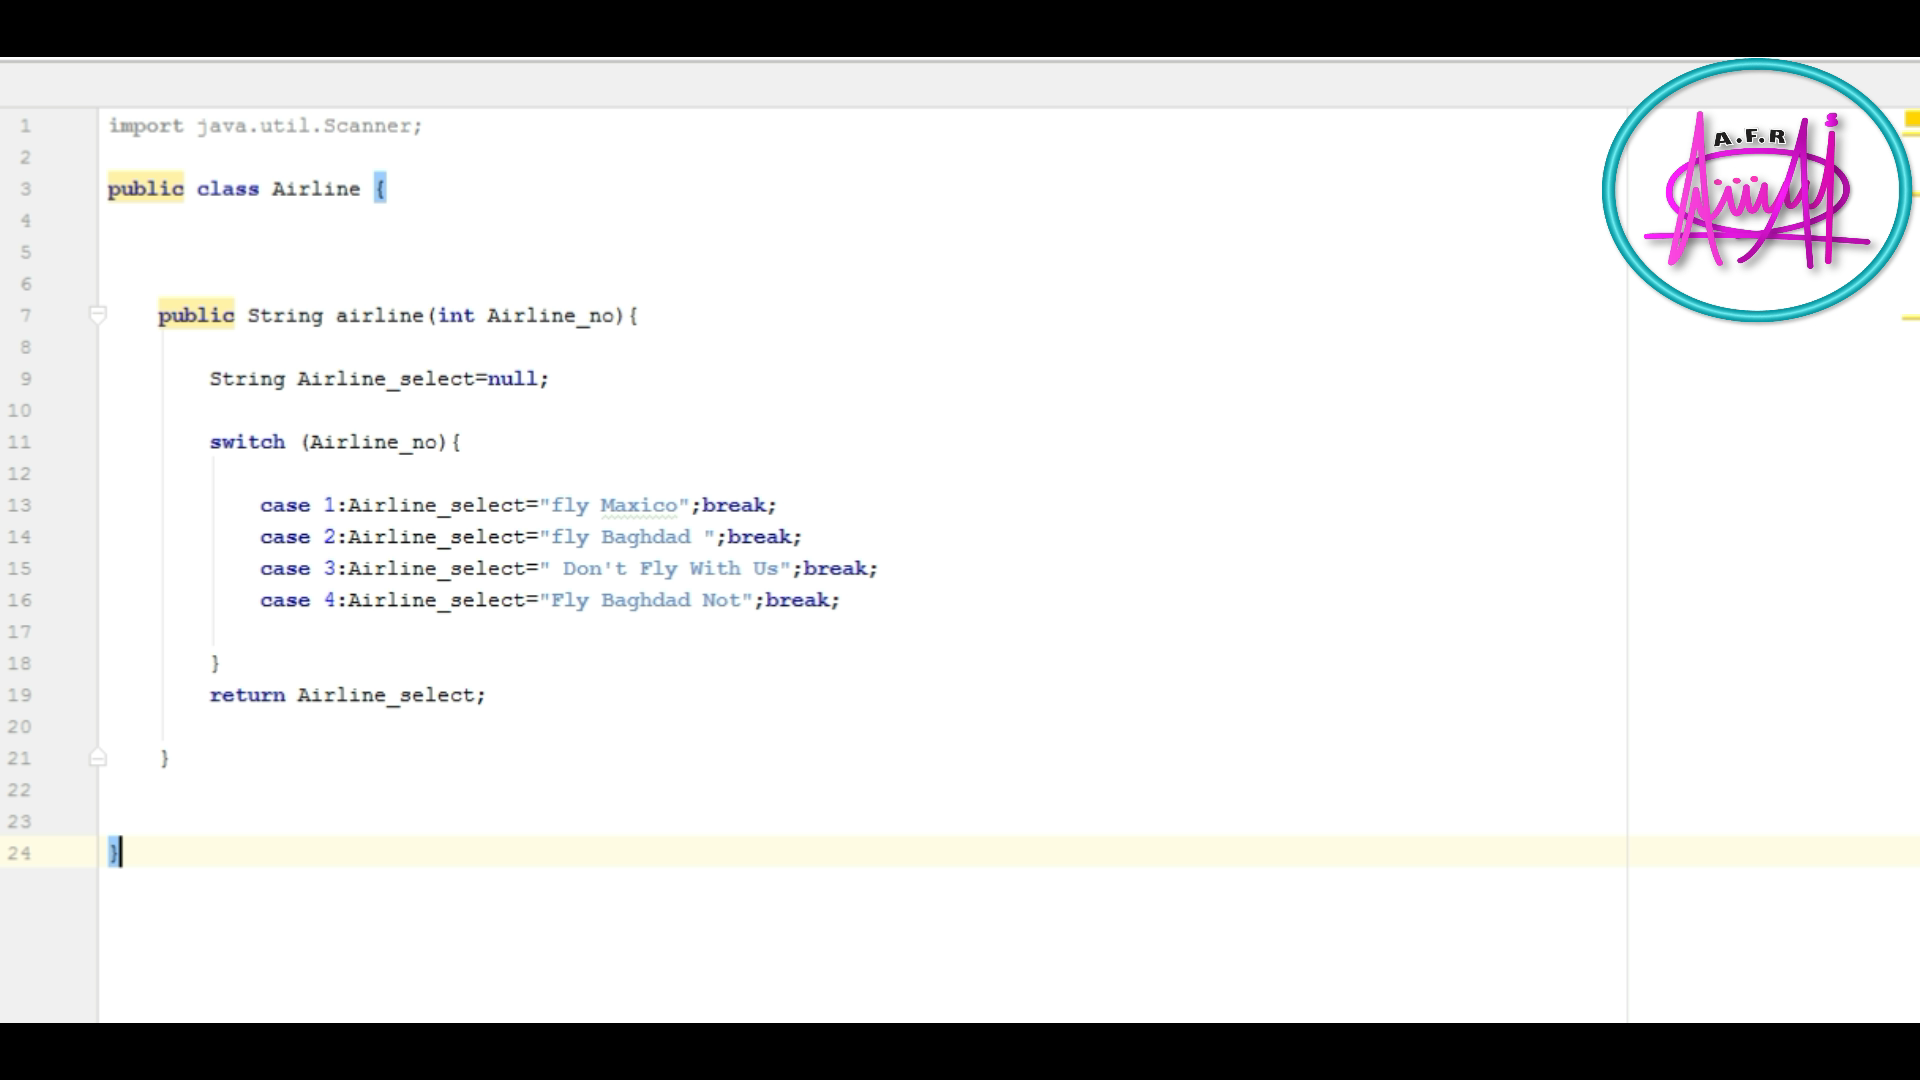 1 import java.util.Scanner;
2
3 public class Airline {
4
5
6
7 public String airline(int Airline_no){
8
9 String Airline_select=null;
10
11 switch (Airline_no){
12
13 case 1:Airline_select="fly Maxico";break;
14 case 2:Airline_select="fly Baghdad ";break;
15 case 3:Airline_select=" Don't Fly With Us";break;
16 case 4:Airline_select="Fly Baghdad Not";break;
17
18 }
19 return Airline_select;
20
21 }
22
23
24 }
A.F.R